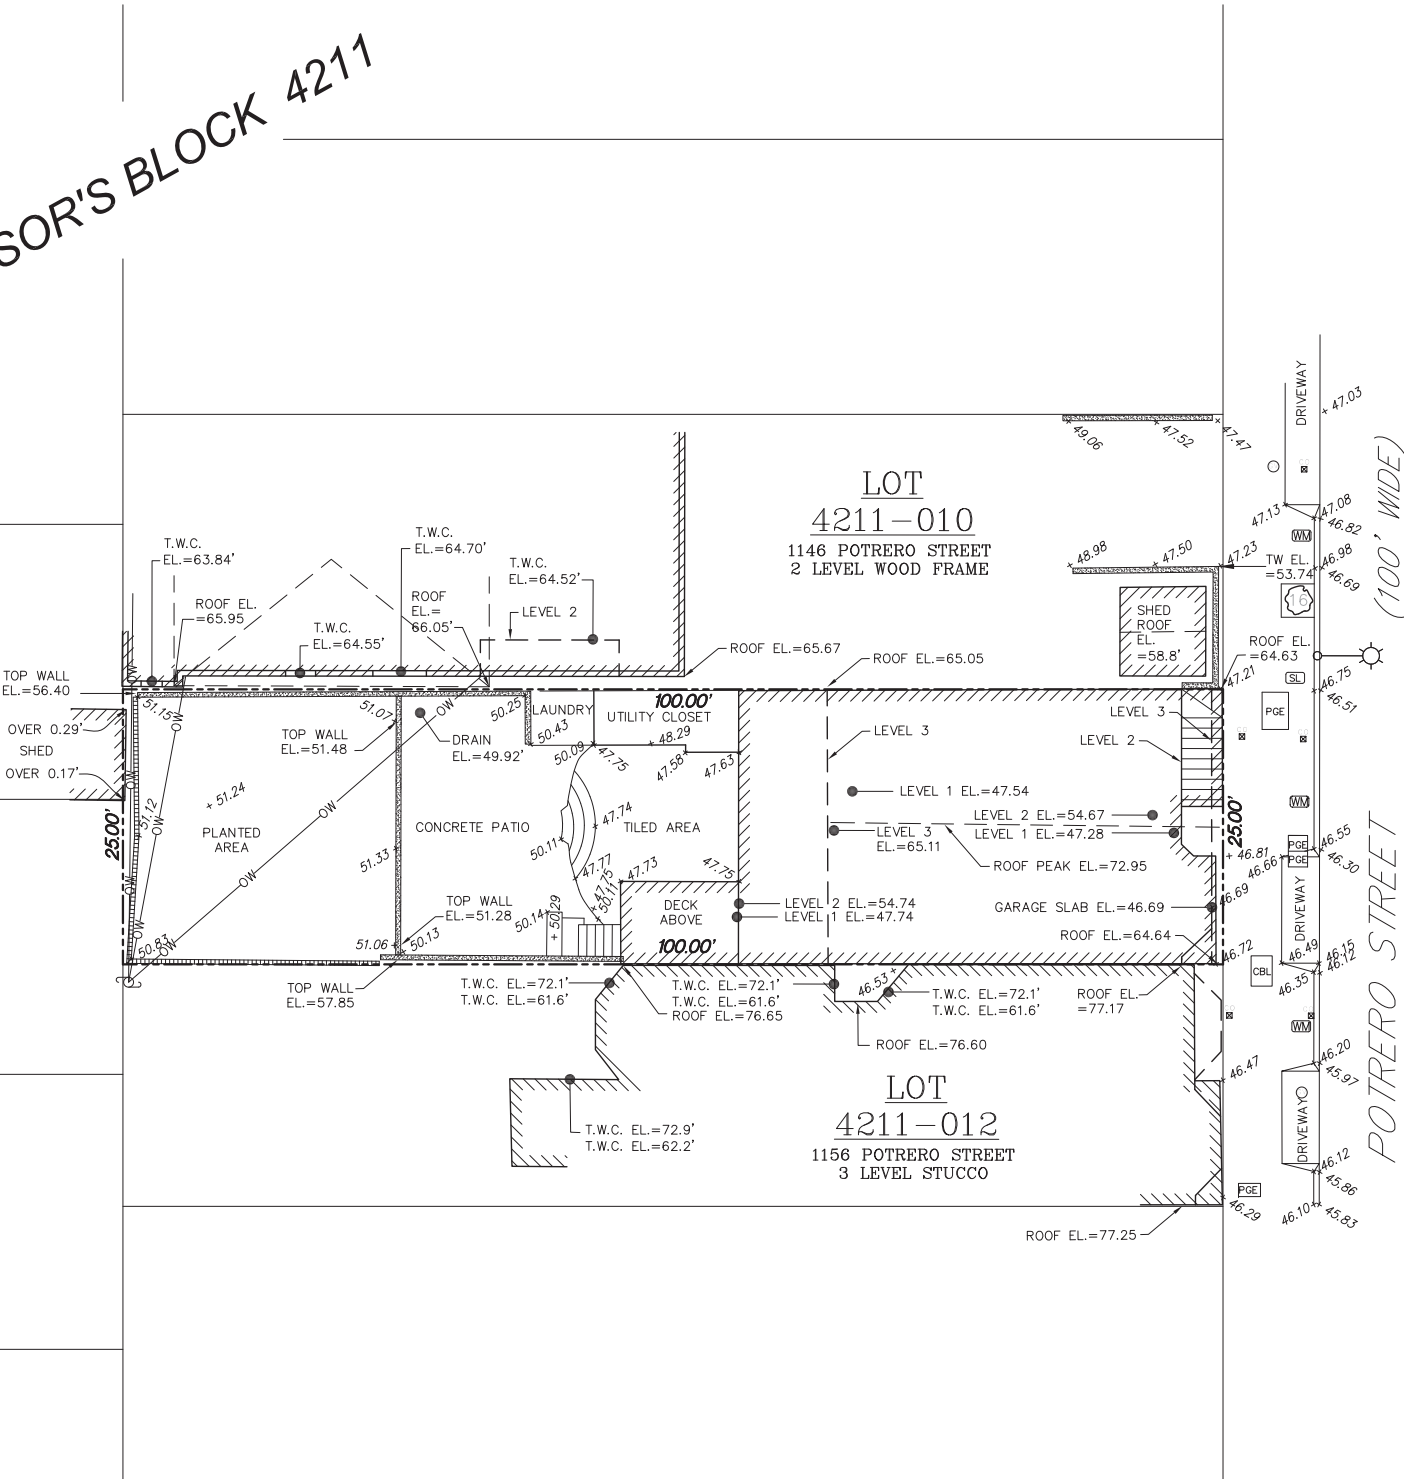 SOR'S BLOCK 4211
DRIVEWAY
47.03
49.06
47.52
47.47
LOT
4211-010
1146 POTRERO STREET
2 LEVEL WOOD FRAME
(100' WIDE)
47.13
47.08
46.82
WM
T.W.C.
EL.=63.84'
T.W.C.
EL.=64.70'
T.W.C.
EL.=64.52'
48.98
47.50
47.23
TW EL.
=53.74
46.98
46.69
ROOF EL.
=65.95
ROOF
EL.=
66.05'
LEVEL 2
SHED
ROOF
EL.
=58.8'
16
T.W.C.
EL.=64.55'
ROOF EL.=65.67
ROOF EL.=65.05
ROOF EL.
=64.63
TOP WALL
EL.=56.40
OW
47.21
SL
46.75
46.51
51.15
OW
51.07
OW
50.25
LAUNDRY
100.00'
UTILITY CLOSET
LEVEL 3
PGE
OVER 0.29'
SHED
OVER 0.17'
TOP WALL
EL.=51.48
DRAIN
EL.=49.92'
50.43
50.09
47.75
48.29
47.58
47.63
LEVEL 3
LEVEL 2
OW
51.24
51.12
OW
OW
LEVEL 1 EL.=47.54
WM
25.00'
PLANTED
AREA
CONCRETE PATIO
47.74
TILED AREA
LEVEL 2 EL.=54.67
LEVEL 1 EL.=47.28
LEVEL 3
EL.=65.11
25.00'
46.55
46.30
PGE
PGE
51.33
50.11
47.77
47.75
50.11
47.73
47.75
ROOF PEAK EL.=72.95
46.81
46.66
OW
OW
TOP WALL
EL.=51.28
50.14
50.29
DECK
ABOVE
LEVEL 2 EL.=54.74
LEVEL 1 EL.=47.74
GARAGE SLAB EL.=46.69
46.69
DRIVEWAY
OW
50.83
OW
51.06
50.13
100.00'
ROOF EL.=64.64
46.72
46.49
46.15
46.12
TOP WALL
EL.=57.85
T.W.C. EL.=72.1'
T.W.C. EL.=61.6'
T.W.C. EL.=72.1'
T.W.C. EL.=61.6'
ROOF EL.=76.65
46.53
T.W.C. EL.=72.1'
T.W.C. EL.=61.6'
ROOF EL.
=77.17
CBL
46.35
WM
ROOF EL.=76.60
46.20
45.97
46.47
LOT
4211-012
1156 POTRERO STREET
3 LEVEL STUCCO
T.W.C. EL.=72.9'
T.W.C. EL.=62.2'
DRIVEWAY
POTRERO STREET
46.12
45.86
PGE
46.29
46.10
45.83
ROOF EL.=77.25